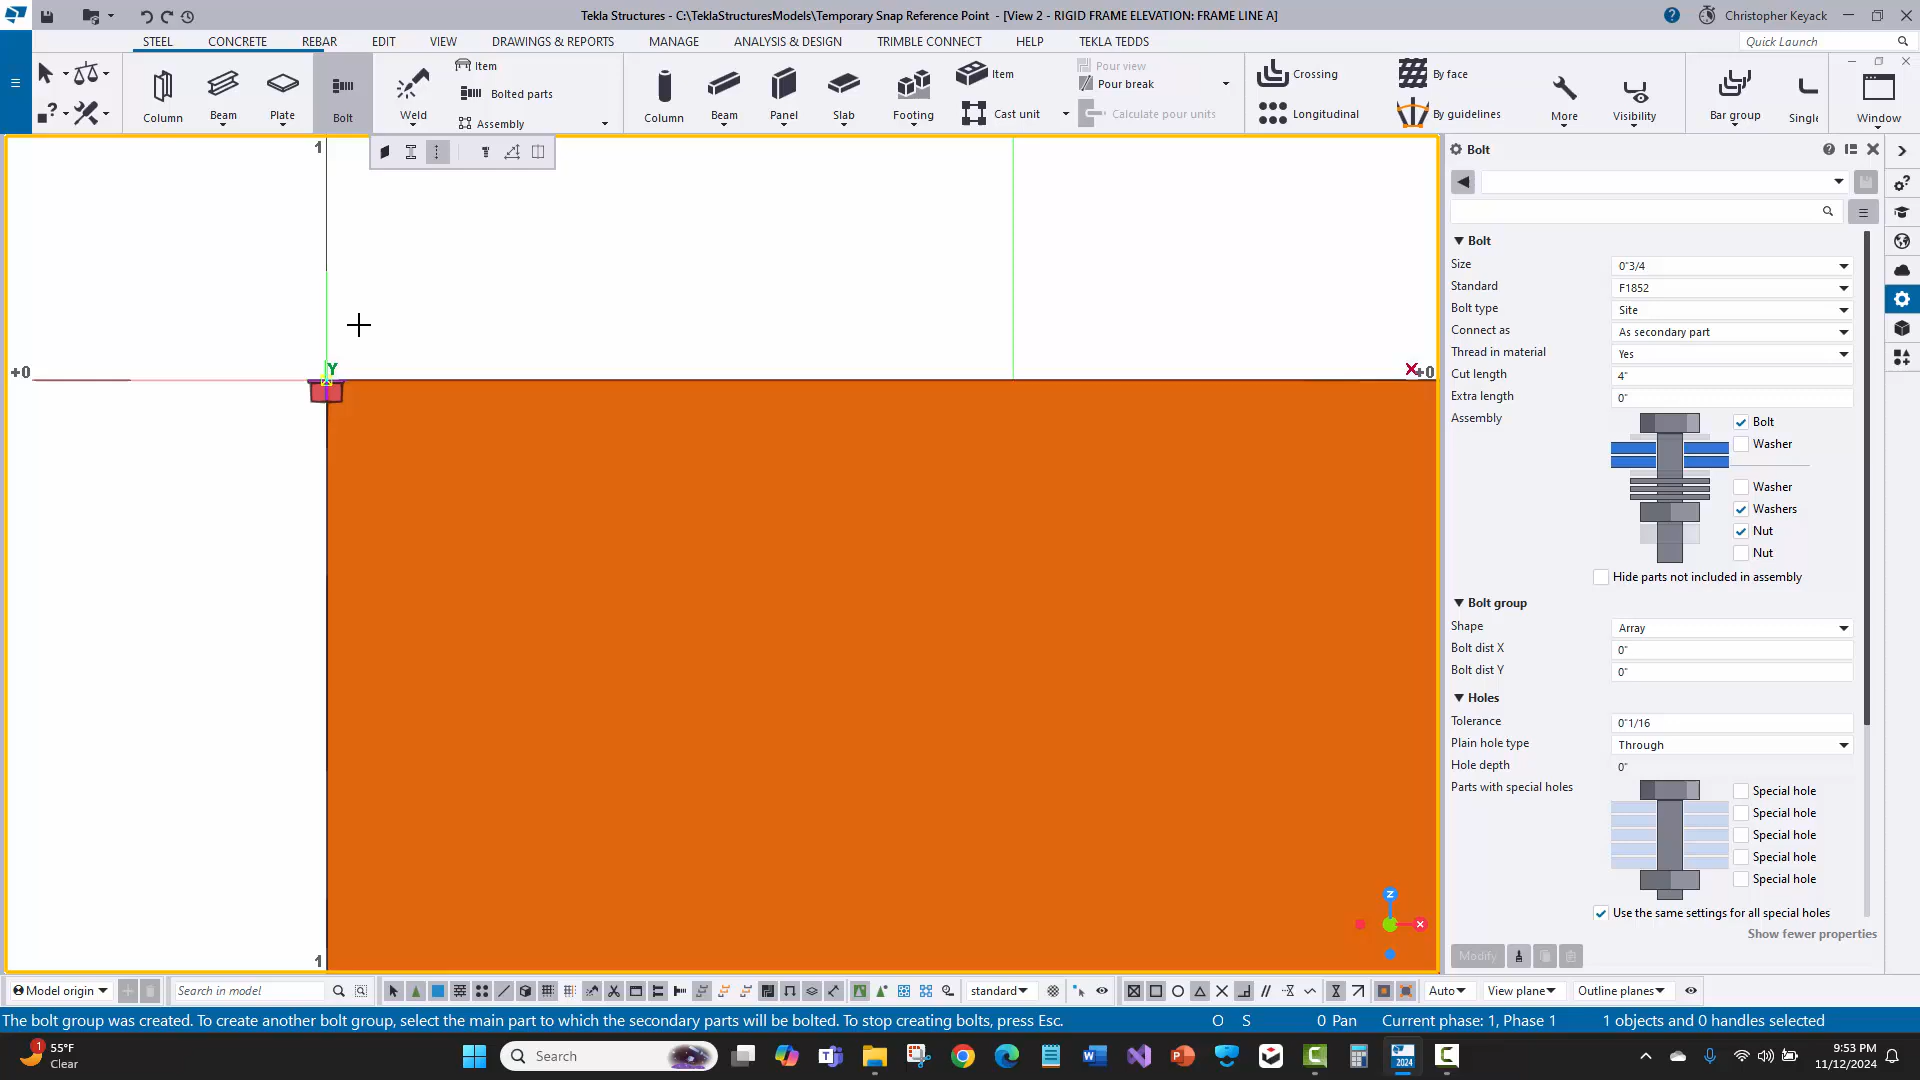 Tekla Structures - C:\TeklaStructuresModels\Temporary Snap Reference Point - [View 2 - RIGID FRAME ELEVATION: FRAME LINE A]
Christopher Keyack
STEEL CONCRETE REBAR EDIT VIEW DRAWINGS & REPORTS MANAGE ANALYSIS & DESIGN TRIMBLE CONNECT HELP TEKLA TEDDS
Quick Launch
Column Beam Plate Bolt Weld
Item
Bolted parts
Assembly
Column Beam Panel Slab Footing
Item
Cast unit
Pour view
Pour break
Calculate pour units
Crossing
Longitudinal
By face
By guidelines
More Visibility Bar group Single Window
1
+0
Y
X
+0
1
Z
X
Bolt
Bolt
Size 0"3/4
Standard F1852
Bolt type Site
Connect as As secondary part
Thread in material Yes
Cut length 4"
Extra length 0"
Assembly
Bolt
Washer
Washer
Washers
Nut
Nut
Hide parts not included in assembly
Bolt group
Shape Array
Bolt dist X 0"
Bolt dist Y 0"
Holes
Tolerance 0"1/16
Plain hole type Through
Hole depth 0"
Parts with special holes
Special hole
Special hole
Special hole
Special hole
Special hole
Use the same settings for all special holes
Show fewer properties
Modify
Model origin
Search in model
standard
Auto
View plane
Outline planes
The bolt group was created. To create another bolt group, select the main part to which the secondary parts will be bolted. To stop creating bolts, press Esc.
O S 0 Pan Current phase: 1, Phase 1 1 objects and 0 handles selected
1
55°F
Clear
Search
2024
9:53 PM
11/12/2024